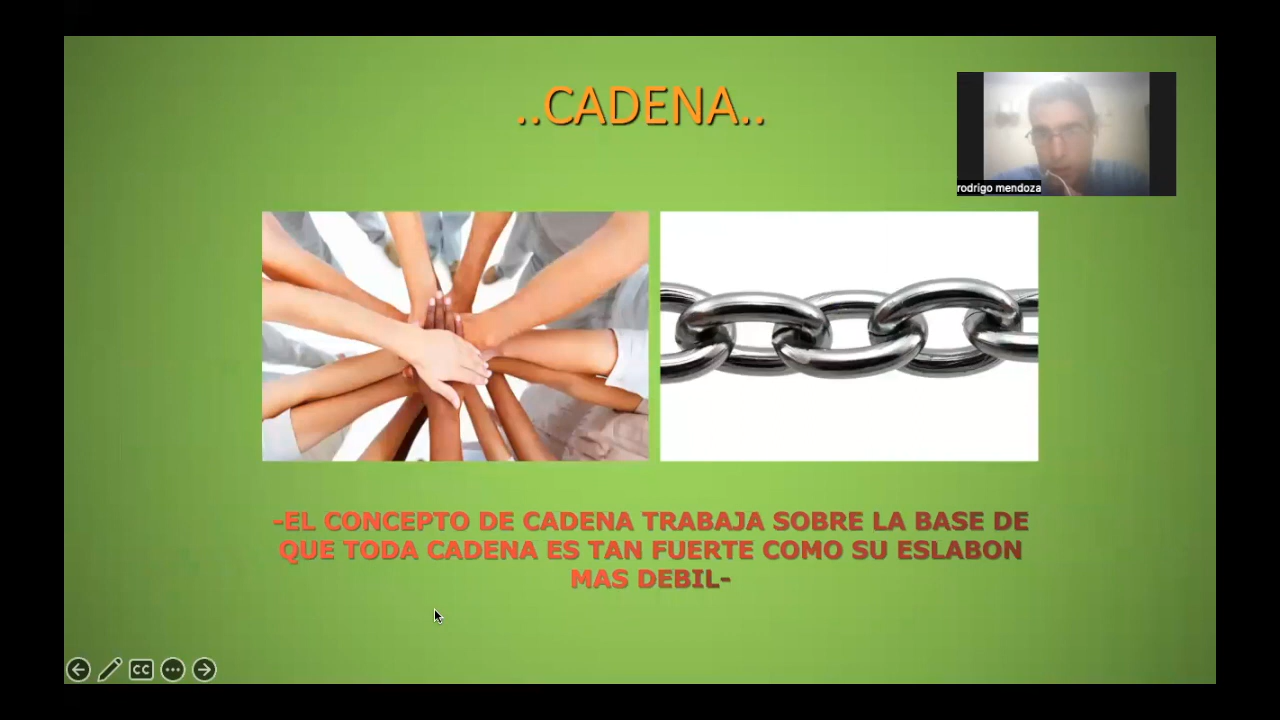 ..CADENA..
rodrigo mendoza
-EL CONCEPTO DE CADENA TRABAJA SOBRE LA BASE DE
QUE TODA CADENA ES TAN FUERTE COMO SU ESLABON
MAS DEBIL-
CC